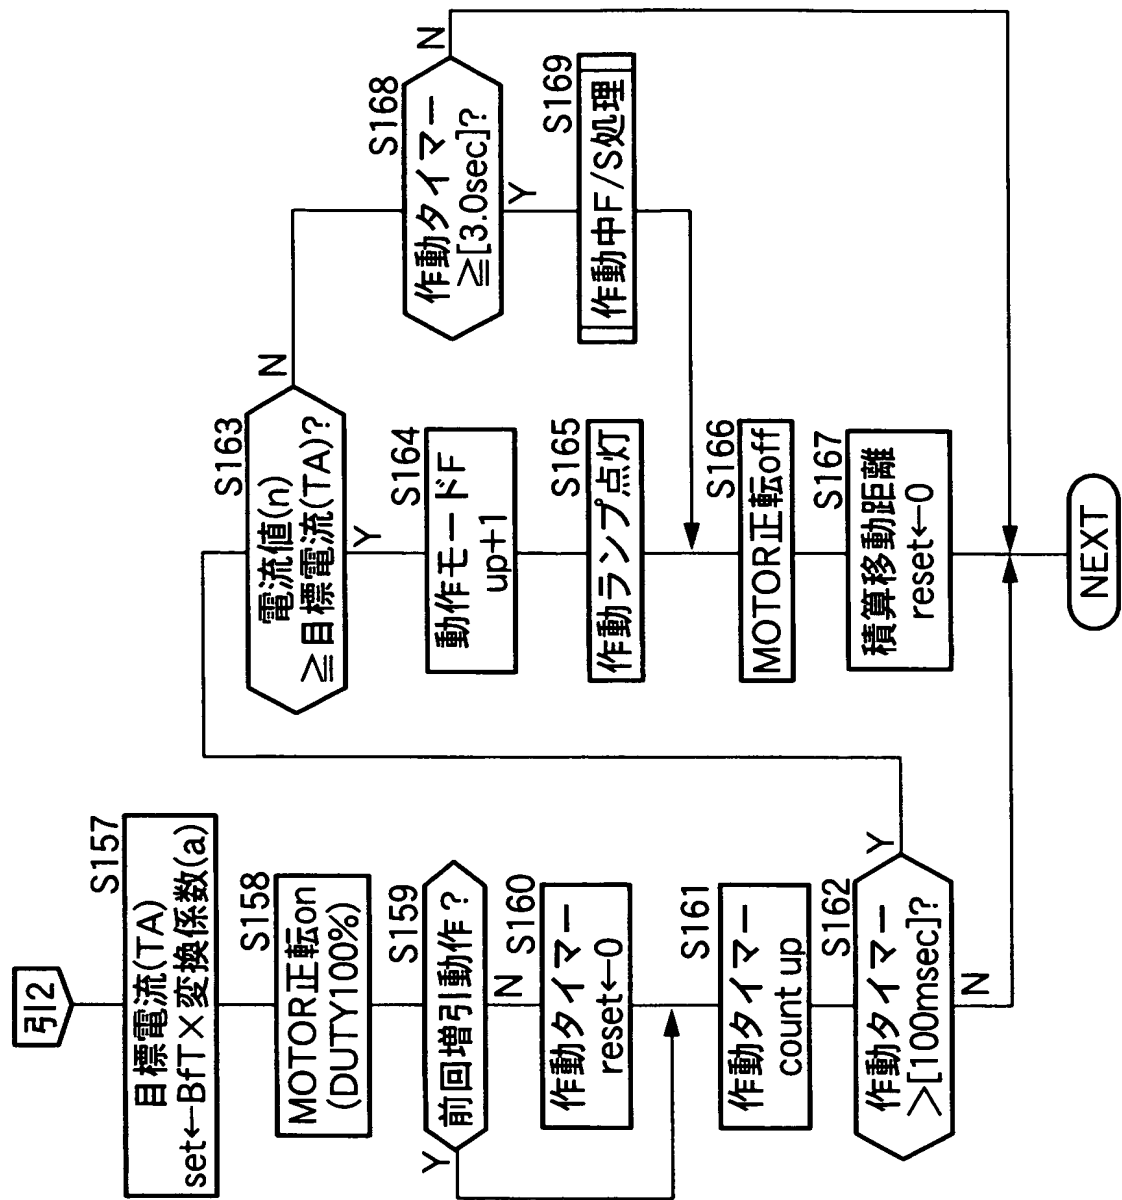 引2
S157
目標電流(TA)
set←BfT×変換係数(a)
S158
MOTOR正転on
(DUTY100%)
S159
前回増引動作?
Y
N
S160
作動タイマー
reset←0
S161
作動タイマー
count up
S162
作動タイマー
>[100msec]?
Y
N
S163
電流値(n)
≧目標電流(TA)?
N
Y
S164
動作モードF
up+1
S165
作動ランプ点灯
S166
MOTOR正転off
S167
積算移動距離
reset←0
S168
作動タイマー
≧[3.0sec]?
N
Y
S169
作動中F/S処理
NEXT